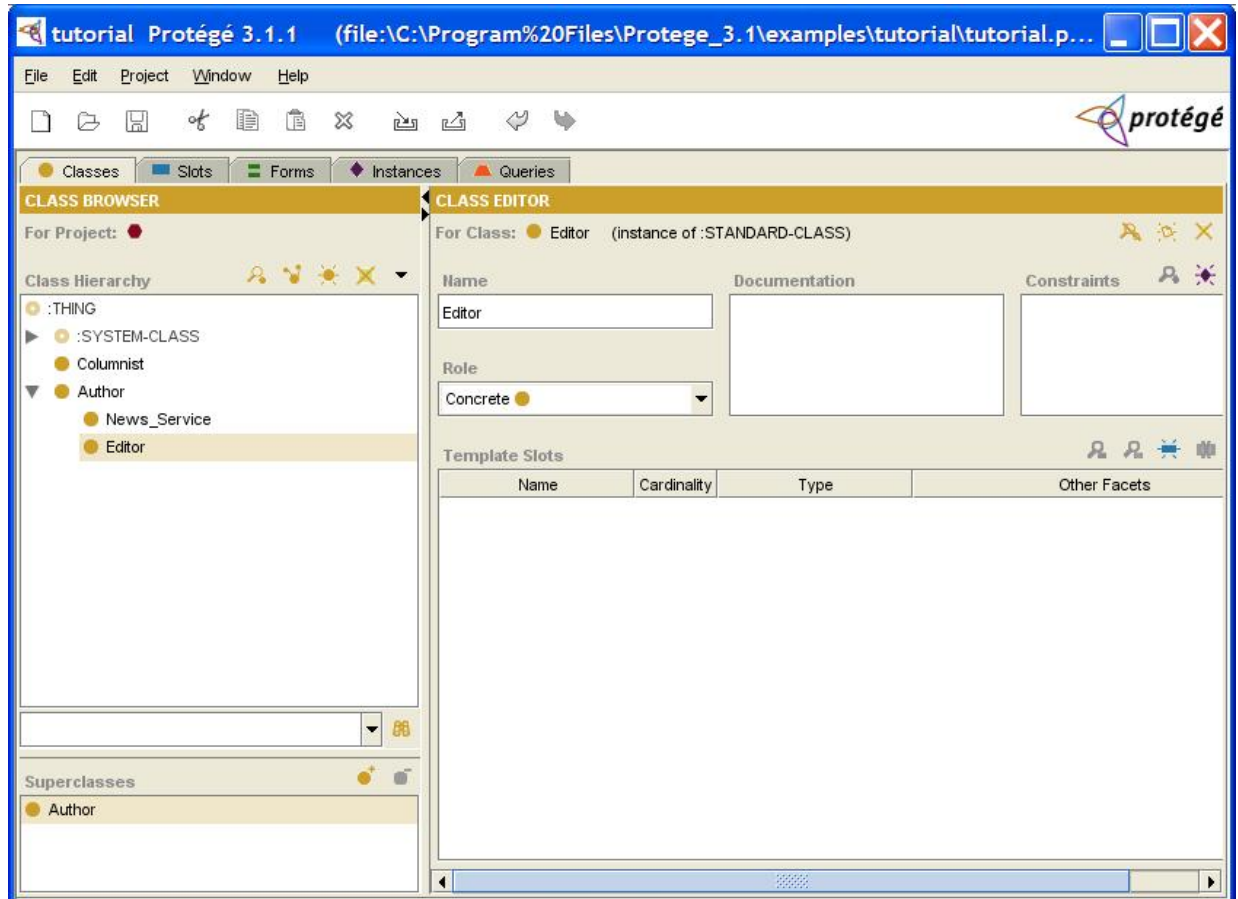 tutorial Protégé 3.1.1 (file:\C:\Program%20Files\Protege_3.1\examples\tutorial\tutorial.p...
File Edit Project Window Help
protégé
Classes Slots Forms Instances Queries
CLASS BROWSER
For Project:
Class Hierarchy
:THING
:SYSTEM-CLASS
Columnist
Author
News_Service
Editor
Superclasses
Author
CLASS EDITOR
For Class: Editor (instance of :STANDARD-CLASS)
Name
Editor
Role
Concrete
Documentation
Constraints
Template Slots
Name Cardinality Type Other Facets